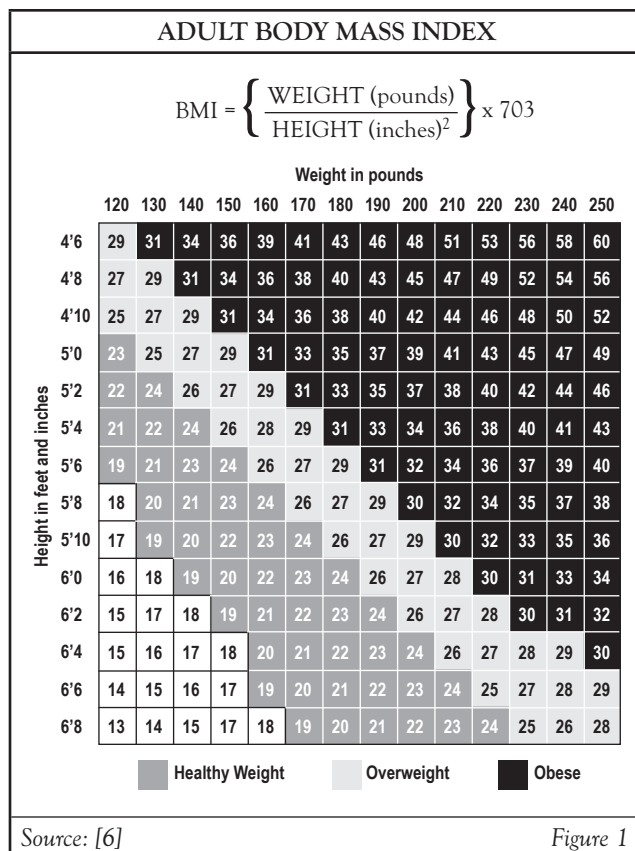 ADULT BODY MASS INDEX
BMI = { WEIGHT (pounds) / HEIGHT (inches)² } x 703
Weight in pounds
120 130 140 150 160 170 180 190 200 210 220 230 240 250
Height in feet and inches
4'6 29 31 34 36 39 41 43 46 48 51 53 56 58 60
4'8 27 29 31 34 36 38 40 43 45 47 49 52 54 56
4'10 25 27 29 31 34 36 38 40 42 44 46 48 50 52
5'0 23 25 27 29 31 33 35 37 39 41 43 45 47 49
5'2 22 24 26 27 29 31 33 35 37 38 40 42 44 46
5'4 21 22 24 26 28 29 31 33 34 36 38 40 41 43
5'6 19 21 23 24 26 27 29 31 32 34 36 37 39 40
5'8 18 20 21 23 24 26 27 29 30 32 34 35 37 38
5'10 17 19 20 22 23 24 26 27 29 30 32 33 35 36
6'0 16 18 19 20 22 23 24 26 27 28 30 31 33 34
6'2 15 17 18 19 21 22 23 24 26 27 28 30 31 32
6'4 15 16 17 18 20 21 22 23 24 26 27 28 29 30
6'6 14 15 16 17 19 20 21 22 23 24 25 27 28 29
6'8 13 14 15 17 18 19 20 21 22 23 24 25 26 28
Healthy Weight Overweight Obese
Source: [6] Figure 1